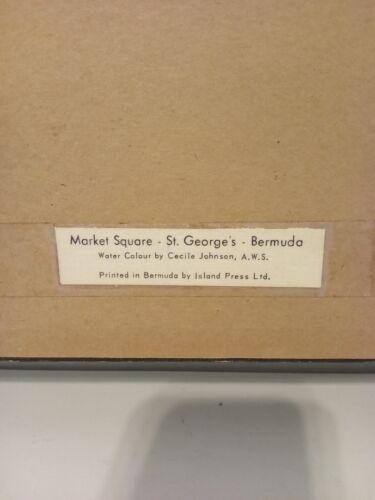 Market Square - St. George's - Bermuda
Water Colour by Cecile Johnson, A.W.S.
Printed in Bermuda by Island Press Ltd.